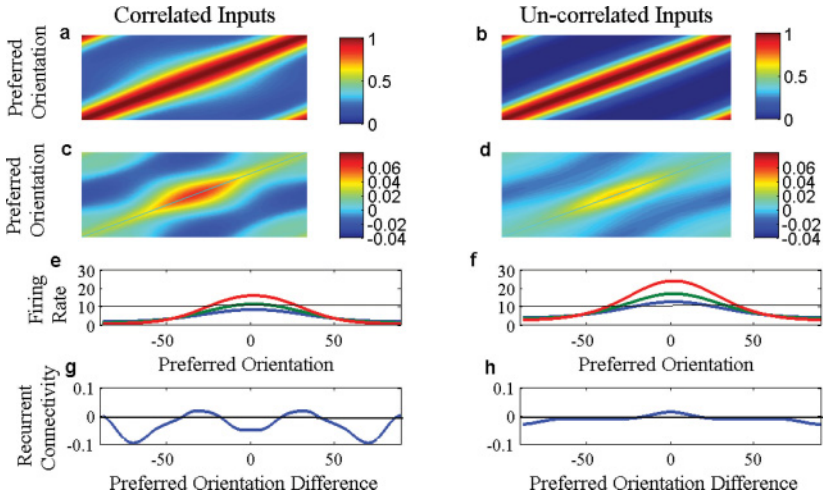 Correlated Inputs
Un-correlated Inputs
a
b
Preferred
Orientation
1
0.5
0
1
0.5
0
c
d
Preferred
Orientation
0.06
0.04
0.02
0
-0.02
-0.04
0.06
0.04
0.02
0
-0.02
-0.04
e
f
Firing
Rate
30
20
10
0
-50
0
50
Preferred Orientation
30
20
10
0
-50
0
50
Preferred Orientation
g
h
Recurrent
Connectivity
0.1
0
-0.1
-50
0
50
Preferred Orientation Difference
0.1
0
-0.1
-50
0
50
Preferred Orientation Difference